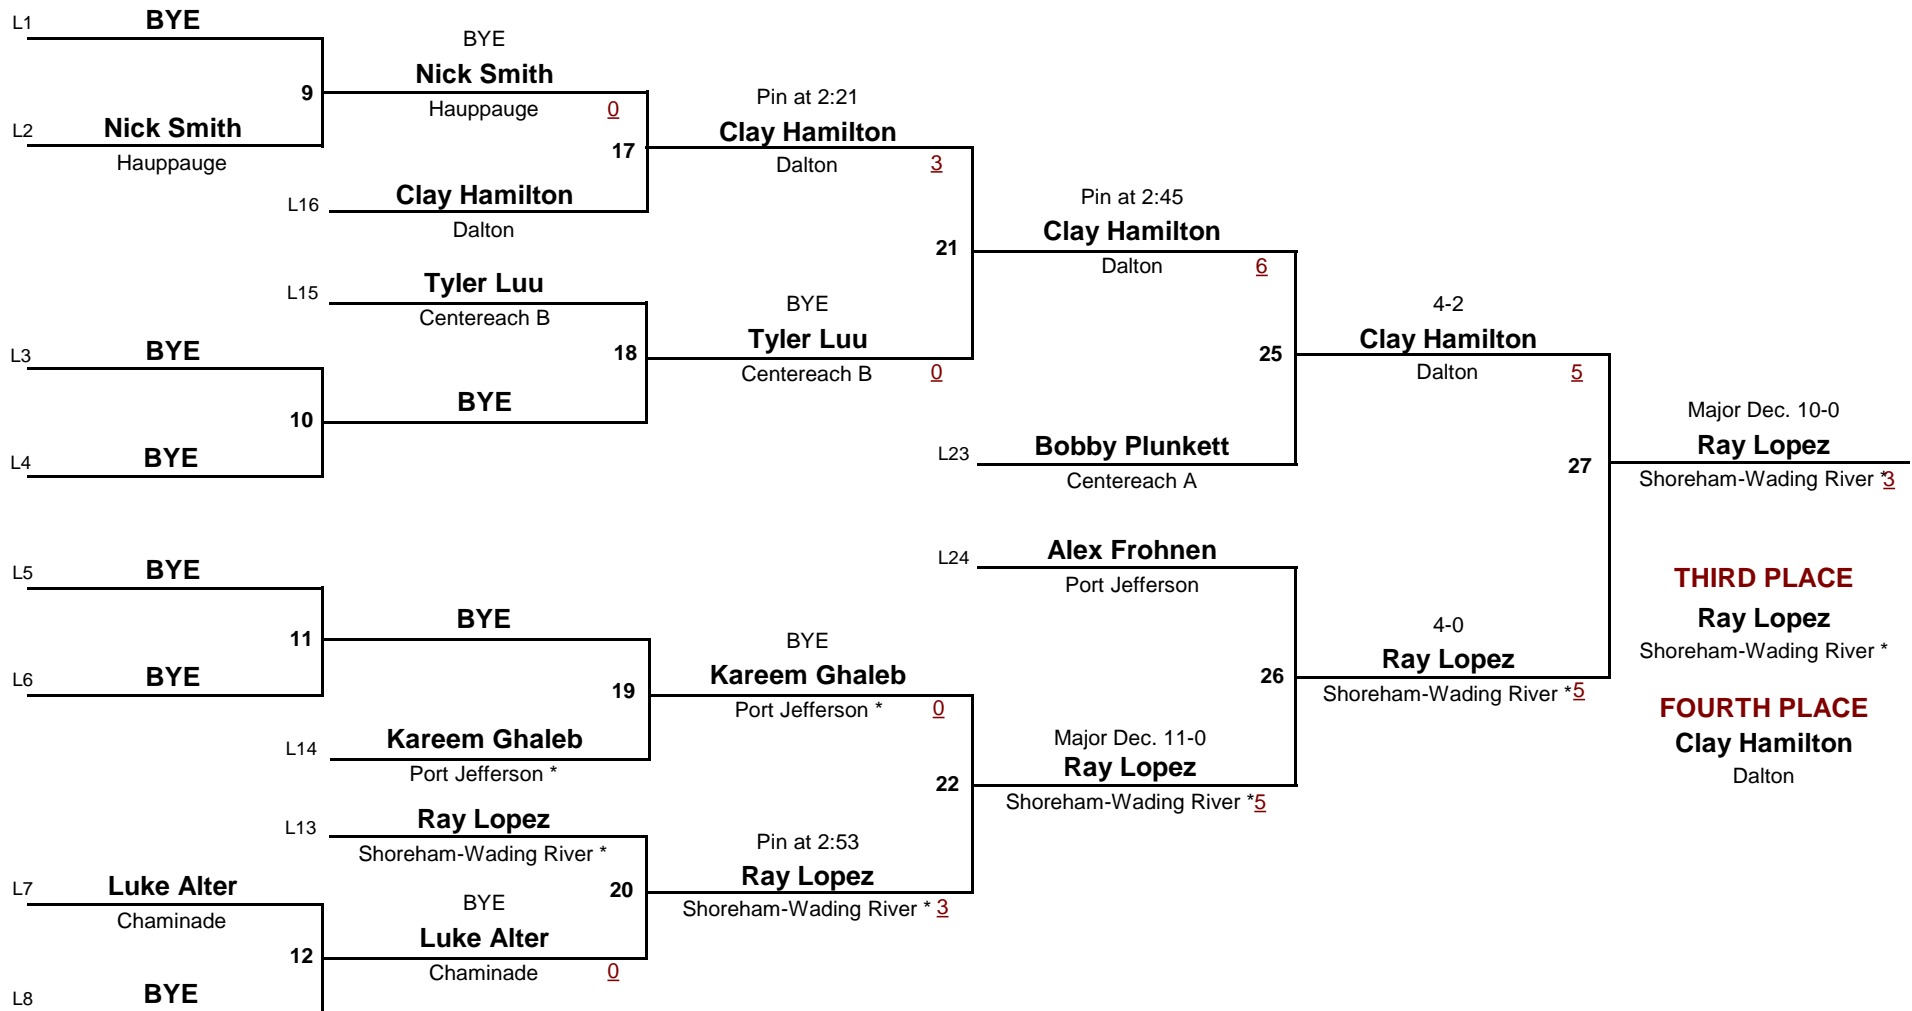 L1 BYE
9
L2 Nick Smith
Hauppauge
BYE
Nick Smith
Hauppauge 0
17
L16 Clay Hamilton
Dalton
L15 Tyler Luu
Centereach B
18
L3 BYE
10
BYE
L4 BYE
Pin at 2:21
Clay Hamilton
Dalton 3
21
BYE
Tyler Luu
Centereach B 0
Pin at 2:45
Clay Hamilton
Dalton 6
25
L23 Bobby Plunkett
Centereach A
4-2
Clay Hamilton
Dalton 5
27
Major Dec. 10-0
Ray Lopez
Shoreham-Wading River * 3
L5 BYE
11
BYE
L6 BYE
19
L14 Kareem Ghaleb
Port Jefferson *
L13 Ray Lopez
Shoreham-Wading River *
20
L7 Luke Alter
Chaminade
12
BYE
Luke Alter
Chaminade 0
L8 BYE
BYE
Kareem Ghaleb
Port Jefferson * 0
22
Pin at 2:53
Ray Lopez
Shoreham-Wading River * 3
L24 Alex Frohnen
Port Jefferson
26
Major Dec. 11-0
Ray Lopez
Shoreham-Wading River * 5
4-0
Ray Lopez
Shoreham-Wading River * 5
THIRD PLACE
Ray Lopez
Shoreham-Wading River *
FOURTH PLACE
Clay Hamilton
Dalton